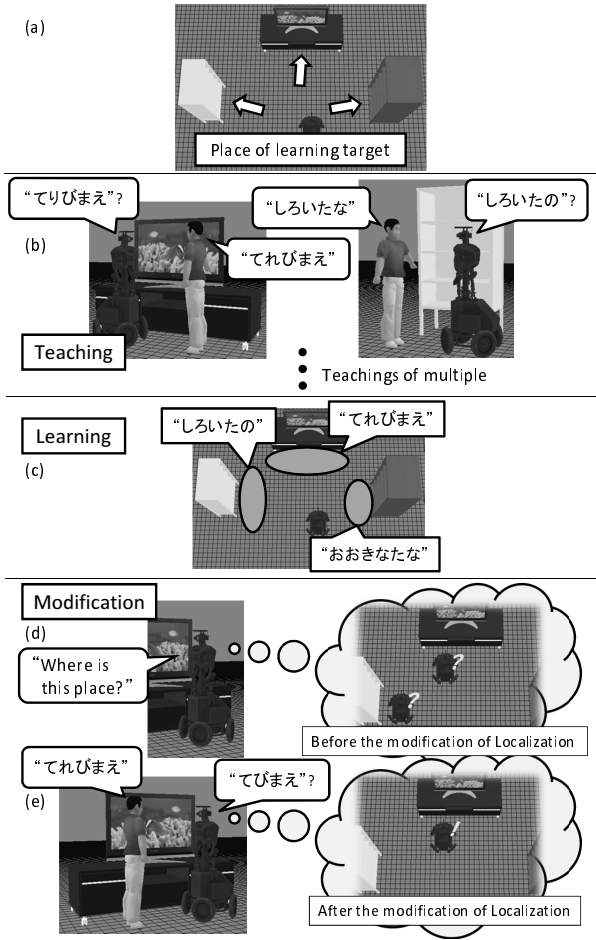 (a)
Place of learning target
“てりびまえ”?
“しろいたな”
“しろいたの”?
(b)
“てれびまえ”
Teaching
Teachings of multiple
Learning
“しろいたの”
“てれびまえ”
(c)
“おおきなたな”
Modification
(d)
“Where is
this place?”
?
?
Before the modification of Localization
“てれびまえ”
“てびまえ”?
(e)
!
After the modification of Localization